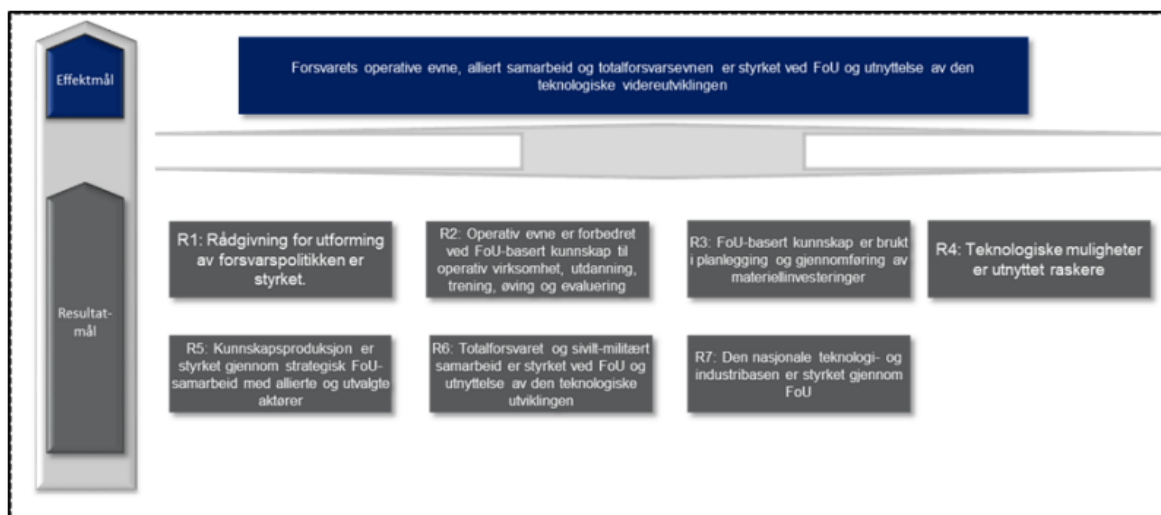 Effektmål
Forsvarets operative evne, alliert samarbeid og totalforsvarsevnen er styrket ved FoU og utnyttelse av den
teknologiske videreutviklingen
Resultat-
mål
R1: Rådgivning for utforming
av forsvarspolitikken er
styrket.
R2: Operativ evne er forbedret
ved FoU-basert kunnskap til
operativ virksomhet, utdanning,
trening, øving og evaluering
R3: FoU-basert kunnskap er brukt
i planlegging og gjennomføring av
materiellinvesteringer
R4: Teknologiske muligheter
er utnyttet raskere
R5: Kunnskapsproduksjon er
styrket gjennom strategisk FoU-
samarbeid med allierte og utvalgte
aktører
R6: Totalforsvaret og sivilt-militært
samarbeid er styrket ved FoU og
utnyttelse av den teknologiske
utviklingen
R7: Den nasjonale teknologi- og
industribasen er styrket gjennom
FoU